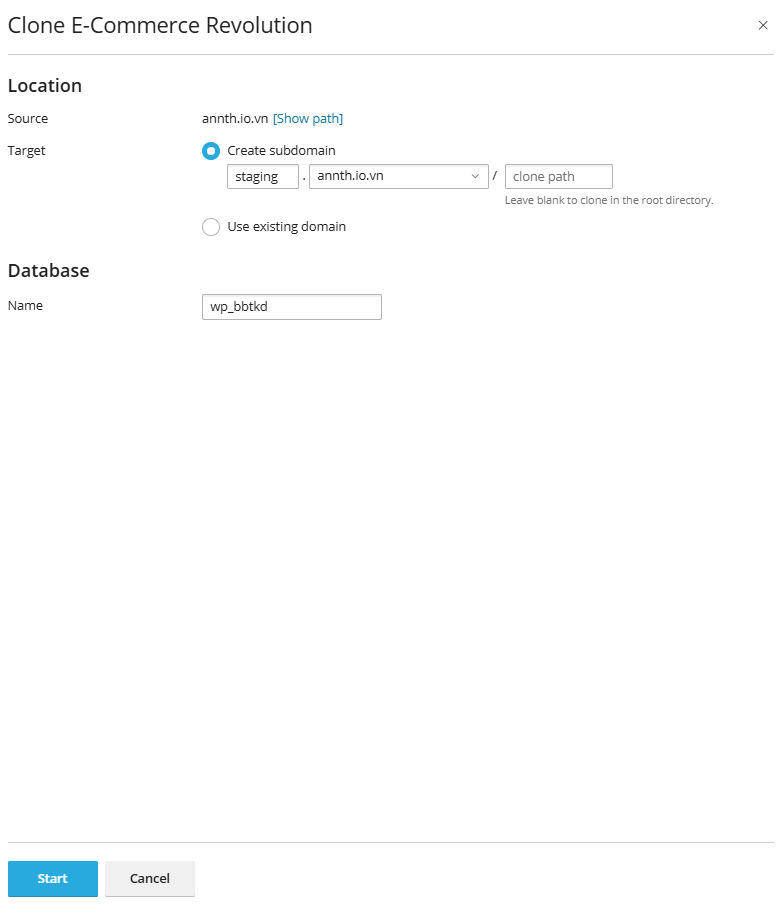 Clone E-Commerce Revolution
Location
Source annth.io.vn [Show path]
Target Create subdomain
staging . annth.io.vn / clone path
Leave blank to clone in the root directory.
Use existing domain
Database
Name wp_bbtkd
Start Cancel